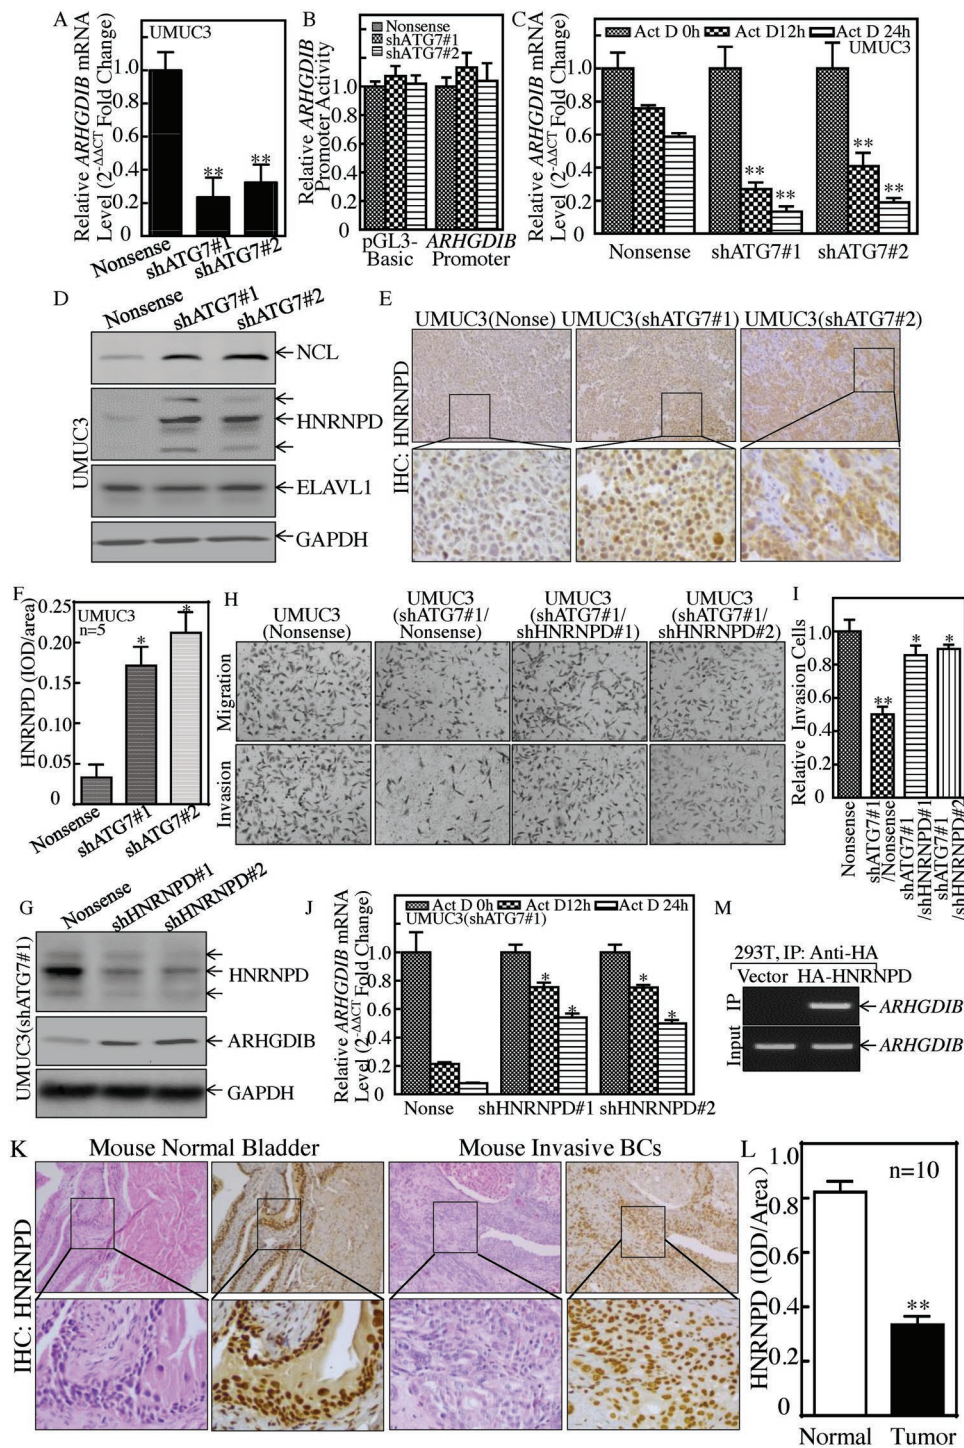 A
Relative ARHGDIB mRNA
Level (2-ΔΔCT Fold Change)
UMUC3
1.0
0.8
0.6
0.4
0.2
0
**
**
Nonsense
shATG7#1
shATG7#2
B
Relative ARHGDIB
Promoter Activity
Nonsense
shATG7#1
shATG7#2
1.4
1.2
1.0
0.8
0.6
0.4
0.2
0
pGL3-
Basic
ARHGDIB
Promoter
C
Relative ARHGDIB mRNA
Level (2-ΔΔCT Fold Change)
Act D 0h
Act D12h
Act D 24h
UMUC3
1.0
0.8
0.6
0.4
0.2
0
**
**
**
**
Nonsense
shATG7#1
shATG7#2
D
Nonsense
shATG7#1
shATG7#2
UMUC3
NCL
HNRNPD
ELAVL1
GAPDH
E
UMUC3(Nonse)
UMUC3(shATG7#1)
UMUC3(shATG7#2)
IHC: HNRNPD
F
HNRNPD (IOD/area)
UMUC3
n=5
0.25
0.20
0.15
0.10
0.05
0
*
*
Nonsense
shATG7#1
shATG7#2
H
UMUC3
(Nonsense)
UMUC3
(shATG7#1/
Nonsense)
UMUC3
(shATG7#1/
shHNRNPD#1)
UMUC3
(shATG7#1/
shHNRNPD#2)
Migration
Invasion
I
Relative Invasion Cells
1.2
1.0
0.8
0.6
0.4
0.2
0
**
*
*
Nonsense
shATG7#1
/Nonsense
shATG7#1
/shHNRNPD#1
shATG7#1
/shHNRNPD#2
G
Nonsense
shHNRNPD#1
shHNRNPD#2
UMUC3(shATG7#1)
HNRNPD
ARHGDIB
GAPDH
J
Relative ARHGDIB mRNA
Level (2-ΔΔCT Fold Change)
Act D 0h
Act D12h
Act D 24h
UMUC3(shATG7#1)
1.2
1.0
0.8
0.6
0.4
0.2
0
*
*
*
*
Nonse
shHNRNPD#1
shHNRNPD#2
M
293T, IP: Anti-HA
Vector
HA-HNRNPD
IP
ARHGDIB
Input
ARHGDIB
K
Mouse Normal Bladder
Mouse Invasive BCs
IHC: HNRNPD
L
HNRNPD (IOD/Area)
n=10
1.0
0.8
0.6
0.4
0.2
0
**
Normal
Tumor